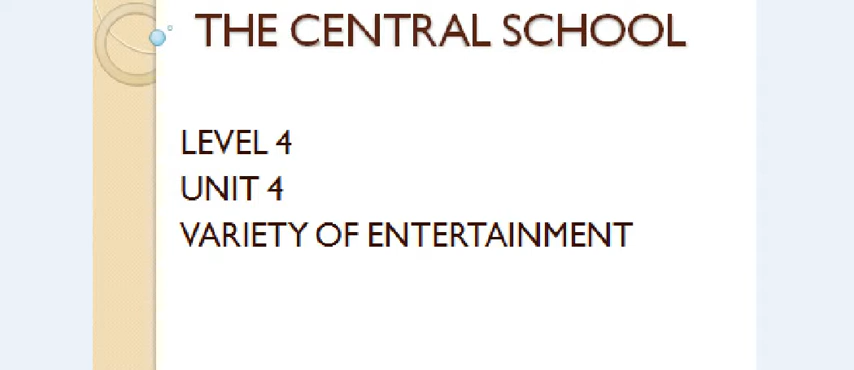 THE CENTRAL SCHOOL
LEVEL 4
UNIT 4
VARIETY OF ENTERTAINMENT